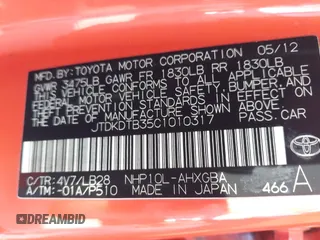 MFD BY: TOYOTA MOTOR CORPORATION 05/12
GVWR 3475LB GAWR FR 1830LB RR 1830LB
THIS VEHICLE CONFORMS TO ALL APPLICABLE
FEDERAL MOTOR VEHICLE SAFETY, BUMPER, AND
THEFT PREVENTION STANDARDS IN EFFECT ON
THE DATE OF MANUFACTURE SHOWN ABOVE.
JTDKDTB35C1010317 PASS.CAR
C/TR: 4V7/LB28 NHP10L-AHXGBA
A/TM: -01A/P510 MADE IN JAPAN 466 A
TOYOTA
DREAMBID